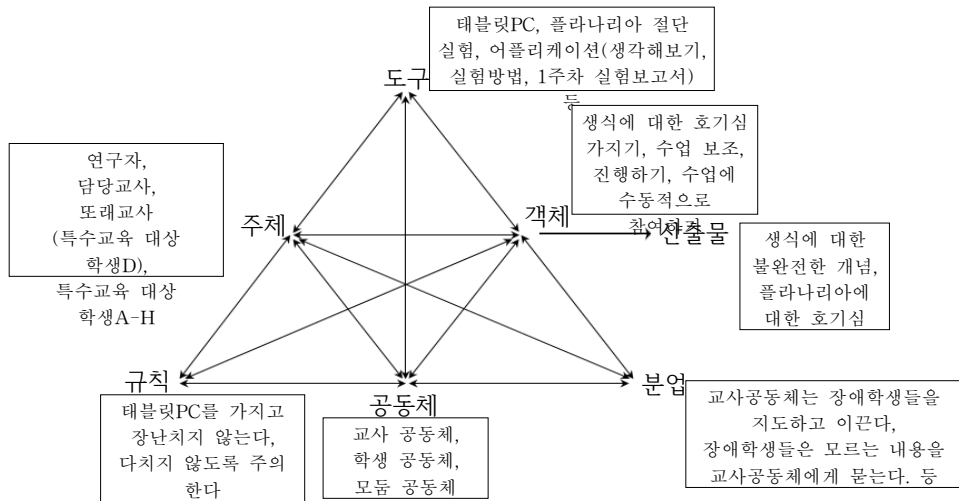 태블릿PC, 플라나리아 절단
실험, 어플리케이션(생각해보기,
실험방법, 1주차 실험보고서)
등
도구
생식에 대한 호기심
가지기, 수업 보조,
진행하기, 수업에
수동적으로
연구자,
담당교사,
또래교사
(특수교육 대상
학생D),
특수교육 대상
학생A-H
주체
객체
산출물
생식에 대한
불완전한 개념,
플라나리아에
대한 호기심
규칙
태블릿PC를 가지고
장난치지 않는다,
다치지 않도록 주의
한다
공동체
교사 공동체,
학생 공동체,
모둠 공동체
분업
교사공동체는 장애학생들을
지도하고 이끈다,
장애학생들은 모르는 내용을
교사공동체에게 묻는다. 등